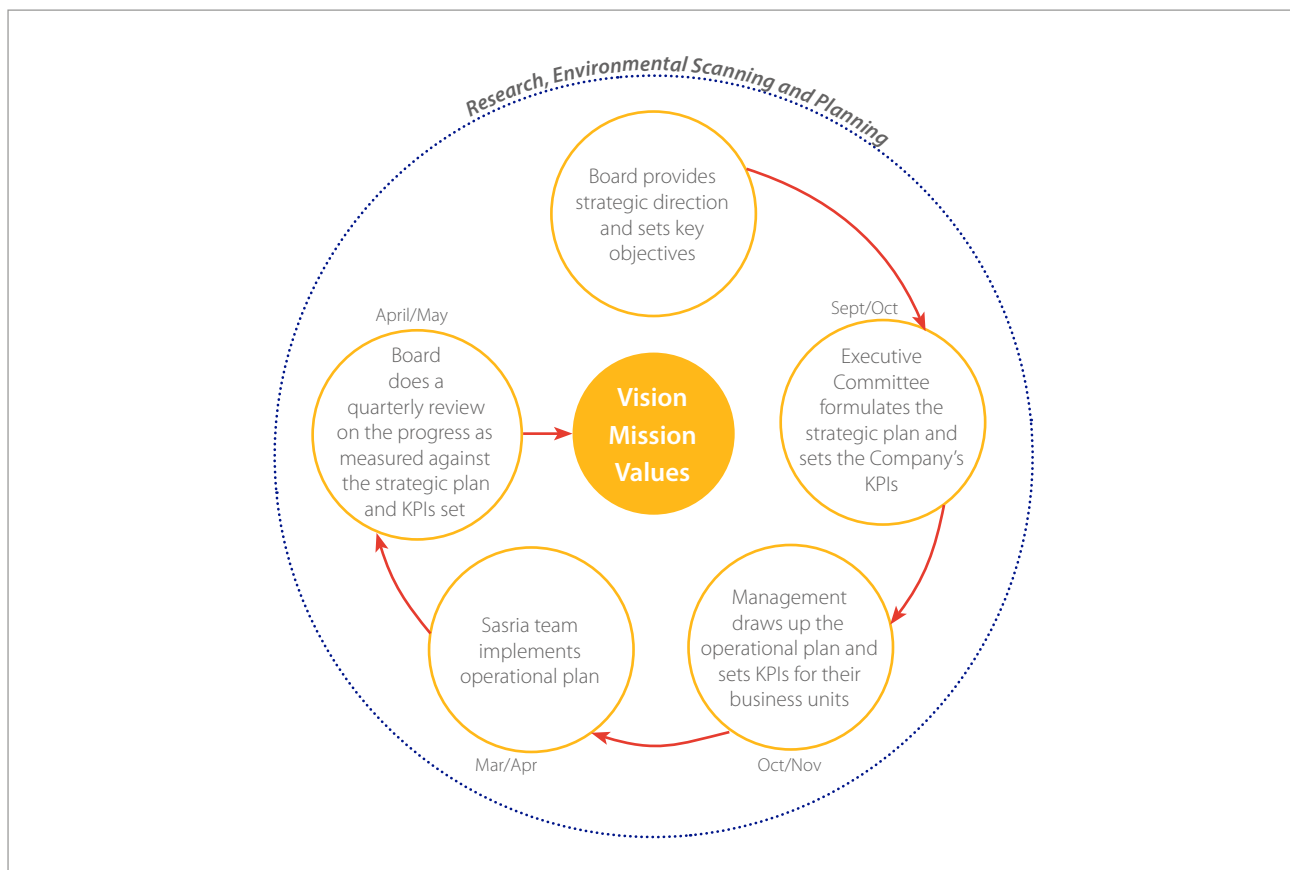 Research, Environmental Scanning and Planning
Board provides
strategic direction
and sets key
objectives
Sept/Oct
Executive
Committee
formulates the
strategic plan and
sets the Company’s
KPIs
Management
draws up the
operational plan and
sets KPIs for their
business units
Oct/Nov
Sasria team
implements
operational plan
Mar/Apr
April/May
Board
does a
quarterly review
on the progress as
measured against
the strategic plan
and KPIs set
Vision
Mission
Values